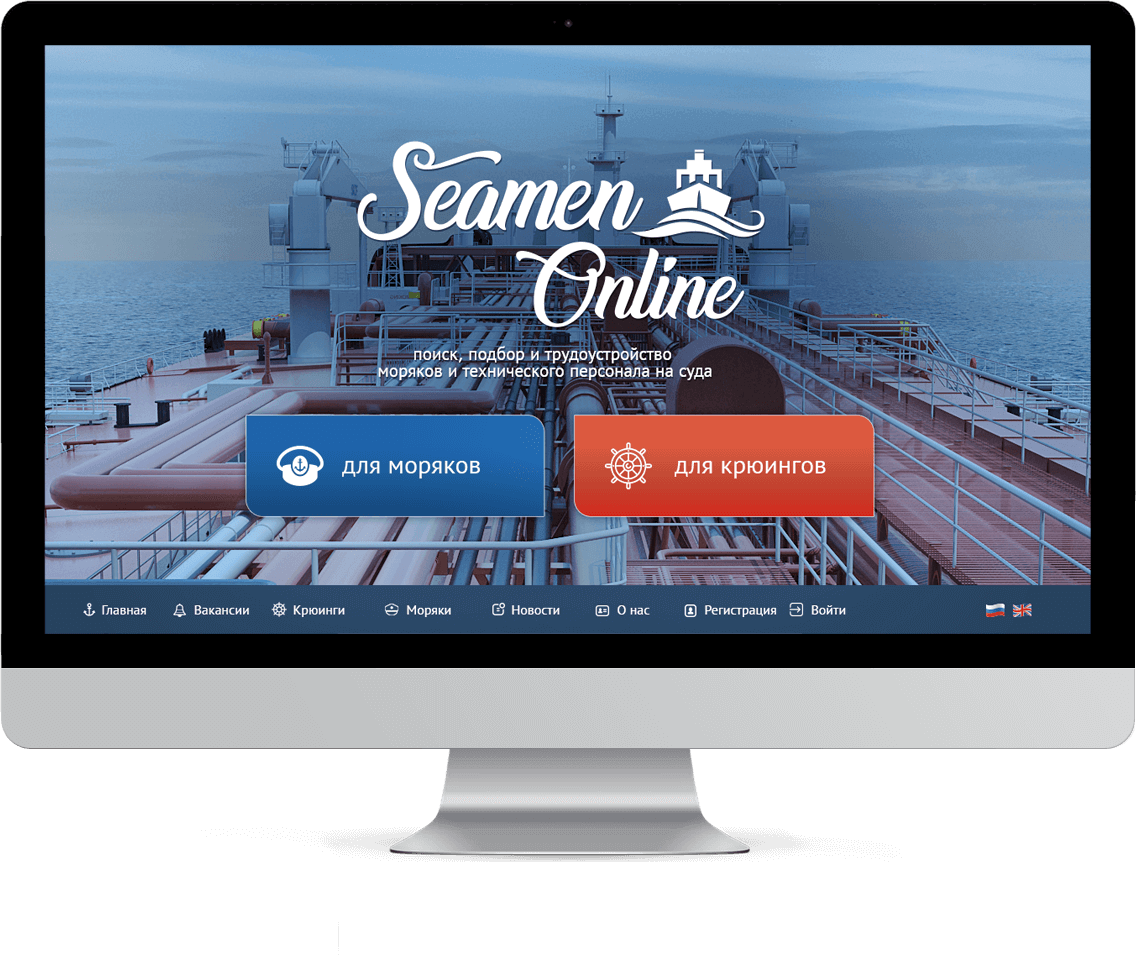 Seamen
Online
поиск, подбор и трудоустройство
моряков и технического персонала на суда
для моряков
для крюингов
Главная
Вакансии
Крюинги
Моряки
Новости
О нас
Регистрация
Войти